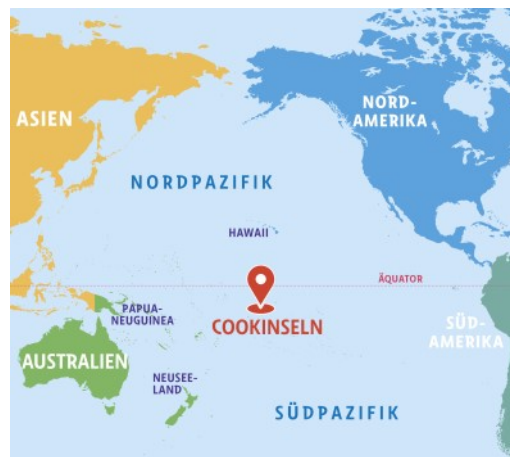 ASIEN
NORD-
AMERIKA
NORDPAZIFIK
HAWAII
ÄQUATOR
PAPUA-
NEUGUINEA
COOKINSELN
SÜD-
AMERIKA
AUSTRALIEN
NEUSEE-
LAND
SÜDPAZIFIK